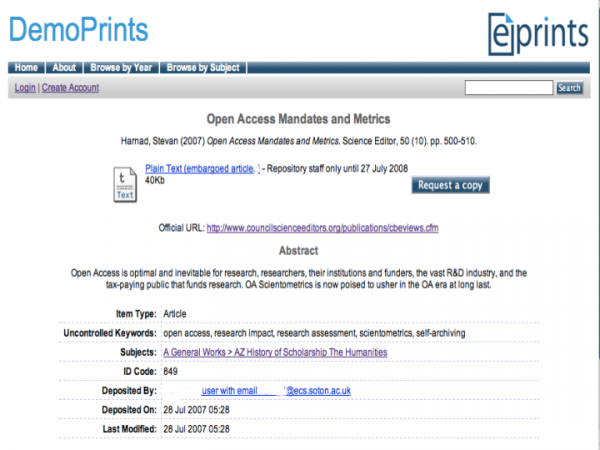 DemoPrints
eprints
Home | About | Browse by Year | Browse by Subject
Login | Create Account
Search
Open Access Mandates and Metrics
Harnad, Stevan (2007) Open Access Mandates and Metrics. Science Editor, 50 (10). pp. 500-510.
t
Text
Plain Text (embargoed article. ) - Repository staff only until 27 July 2008
40Kb
Request a copy
Official URL: http://www.councilscienceeditors.org/publications/cbeviews.cfm
Abstract
Open Access is optimal and inevitable for research, researchers, their institutions and funders, the vast R&D industry, and the
tax-paying public that funds research. OA Scientometrics is now poised to usher in the OA era at long last.
Item Type: Article
Uncontrolled Keywords: open access, research impact, research assessment, scientometrics, self-archiving
Subjects: A General Works > AZ History of Scholarship The Humanities
ID Code: 849
Deposited By: user with email @ecs.soton.ac.uk
Deposited On: 28 Jul 2007 05:28
Last Modified: 28 Jul 2007 05:28